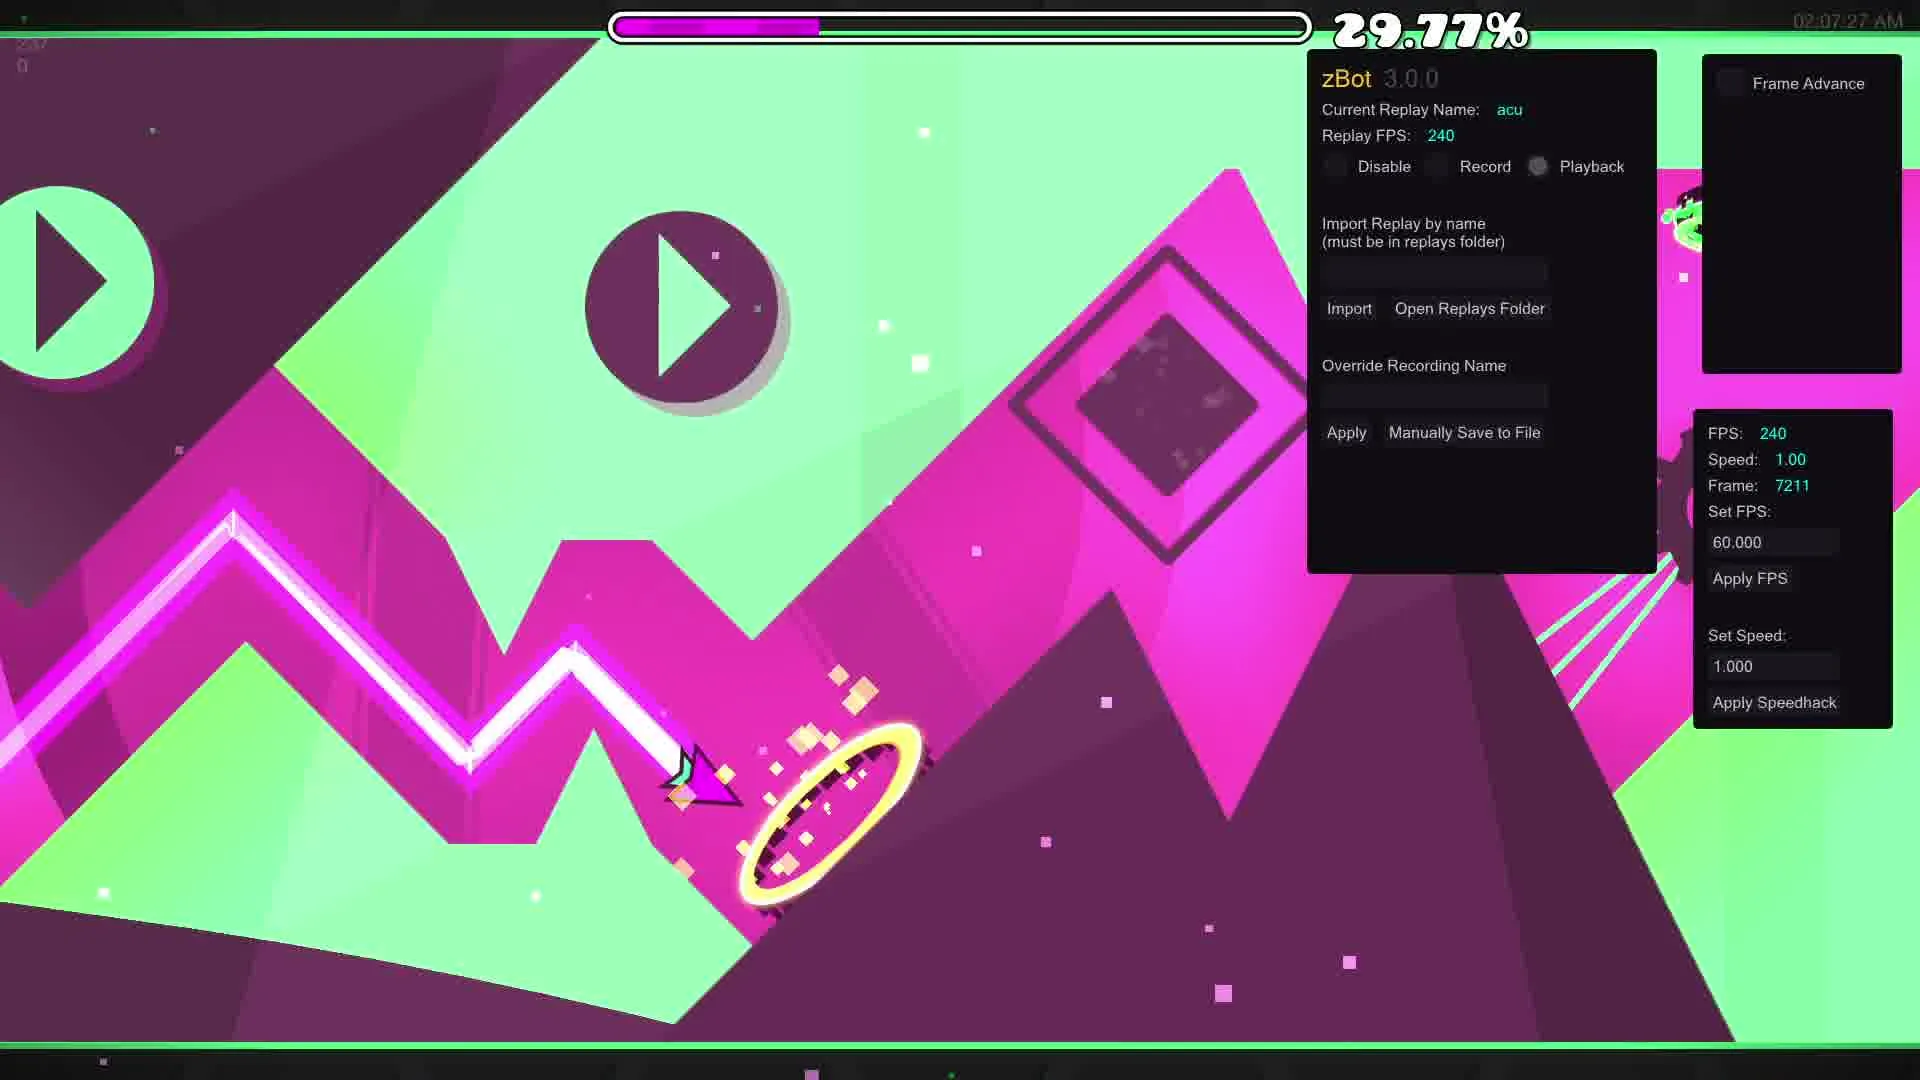 29.77%
02:07:27 AM
237
0
zBot 3.0.0
Current Replay Name: acu
Replay FPS: 240
Disable Record Playback
Import Replay by name
(must be in replays folder)
Import Open Replays Folder
Override Recording Name
Apply Manually Save to File
Frame Advance
FPS: 240
Speed: 1.00
Frame: 7211
Set FPS:
60.000
Apply FPS
Set Speed:
1.000
Apply Speedhack